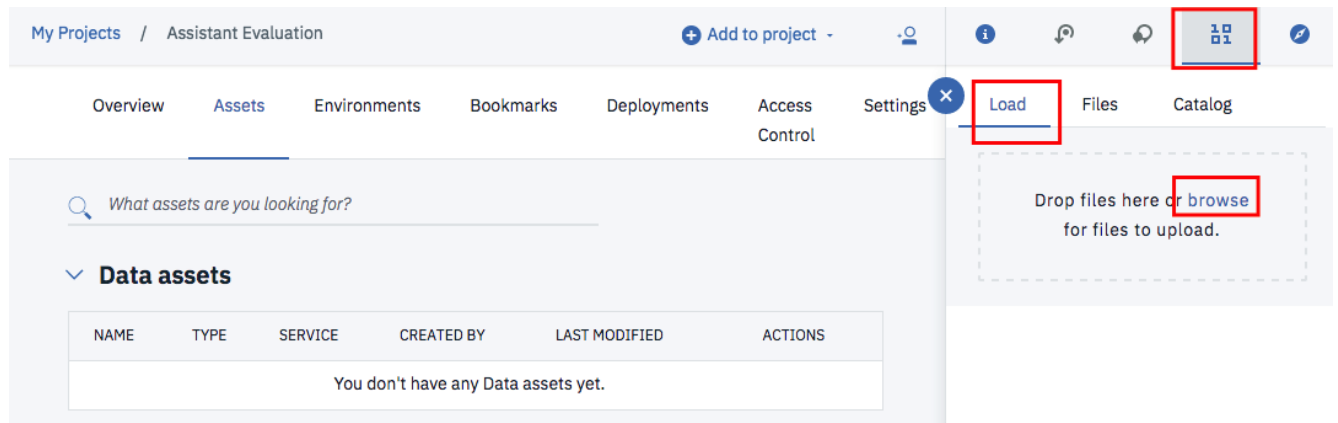 My Projects / Assistant Evaluation
Add to project
Overview Assets Environments Bookmarks Deployments Access Control Settings
Load Files Catalog
What assets are you looking for?
Drop files here or browse
for files to upload.
Data assets
NAME TYPE SERVICE CREATED BY LAST MODIFIED ACTIONS
You don't have any Data assets yet.